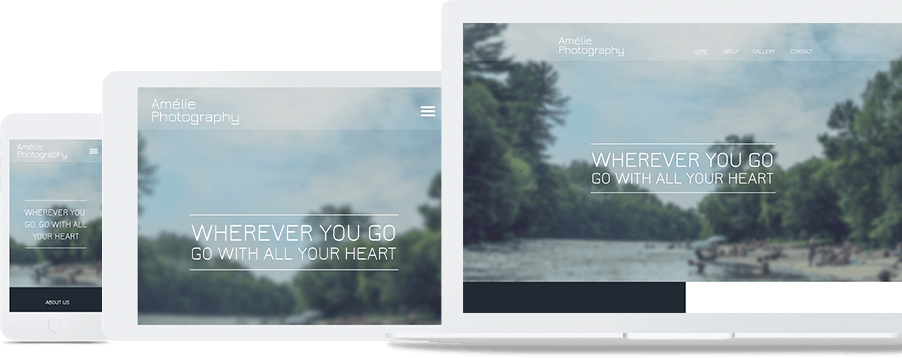 Amélie
Photography
WHEREVER YOU
GO, GO WITH ALL
YOUR HEART
ABOUT US
Amélie
Photography
WHEREVER YOU GO
GO WITH ALL YOUR HEART
Amélie
Photography
HOME ABOUT GALLERY CONTACT
WHEREVER YOU GO
GO WITH ALL YOUR HEART